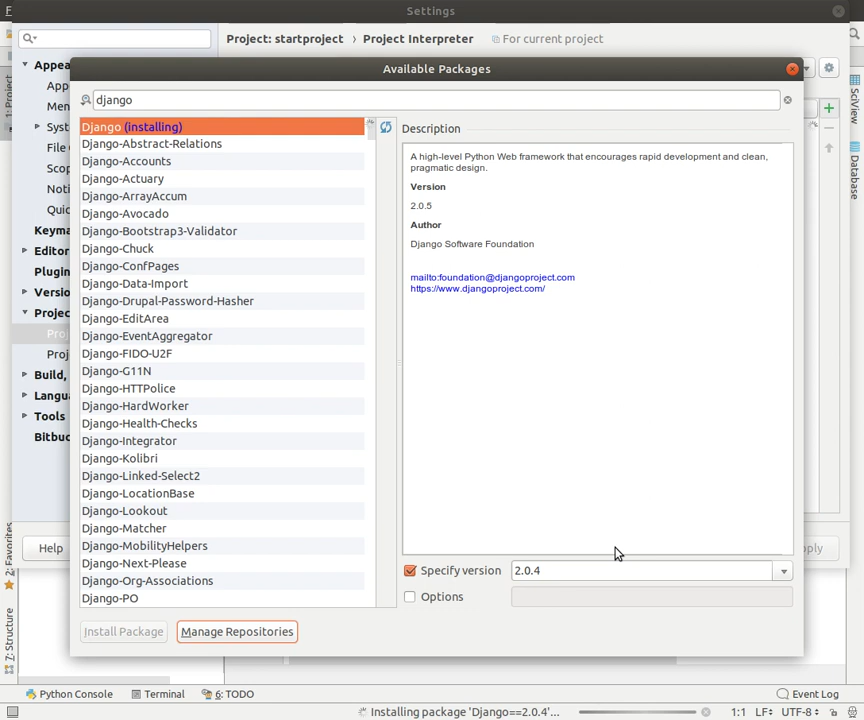 F
Settings
Project: startproject › Project Interpreter
For current project
Appea
App
Men
Syst
File
Scop
Noti
Quic
Keyma
Editor
Plugin
Versio
Projec
Proj
Proj
Build,
Langua
Tools
Bitbuc
Help
pply
1: Project
SciView
Database
2: Favorites
7: Structure
Available Packages
django
Django (installing)
Django-Abstract-Relations
Django-Accounts
Django-Actuary
Django-ArrayAccum
Django-Avocado
Django-Bootstrap3-Validator
Django-Chuck
Django-ConfPages
Django-Data-Import
Django-Drupal-Password-Hasher
Django-EditArea
Django-EventAggregator
Django-FIDO-U2F
Django-G11N
Django-HTTPolice
Django-HardWorker
Django-Health-Checks
Django-Integrator
Django-Kolibri
Django-Linked-Select2
Django-LocationBase
Django-Lookout
Django-Matcher
Django-MobilityHelpers
Django-Next-Please
Django-Org-Associations
Django-PO
Description
A high-level Python Web framework that encourages rapid development and clean,
pragmatic design.
Version
2.0.5
Author
Django Software Foundation
mailto:foundation@djangoproject.com
https://www.djangoproject.com/
Specify version
2.0.4
Options
Install Package
Manage Repositories
Python Console
Terminal
6: TODO
Event Log
Installing package 'Django==2.0.4'...
1:1
LF
UTF-8